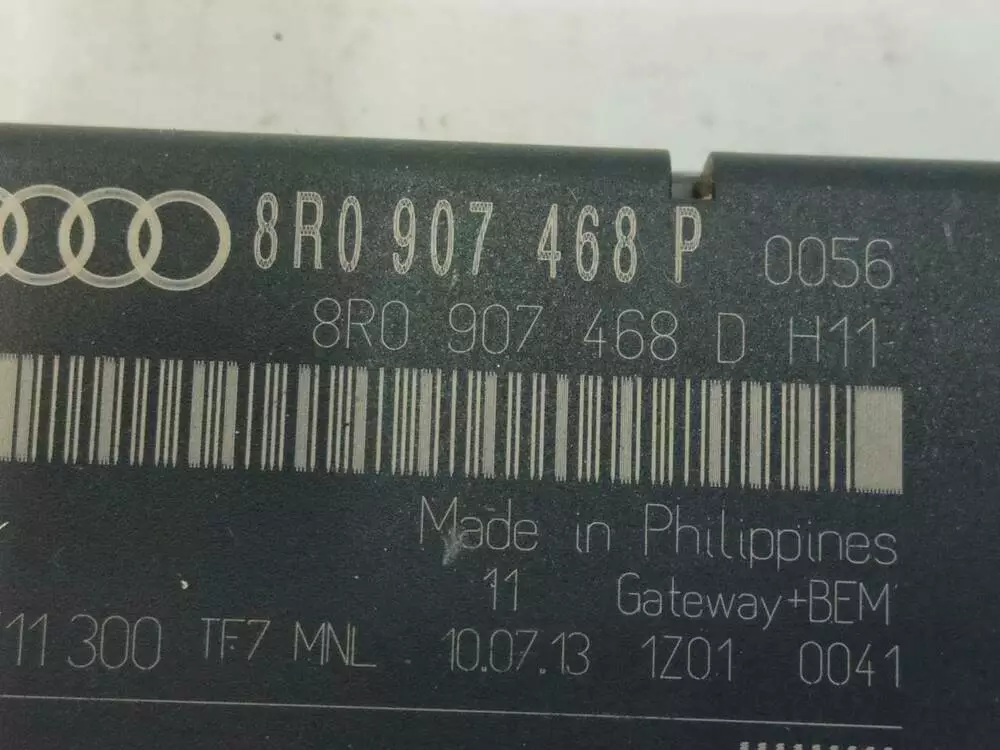 8R0 907 468 P 0056
8R0 907 468 D H11
Made in Philippines
11 Gateway+BEM
11 300 TF7 MNL 10.07.13 1Z01 0041